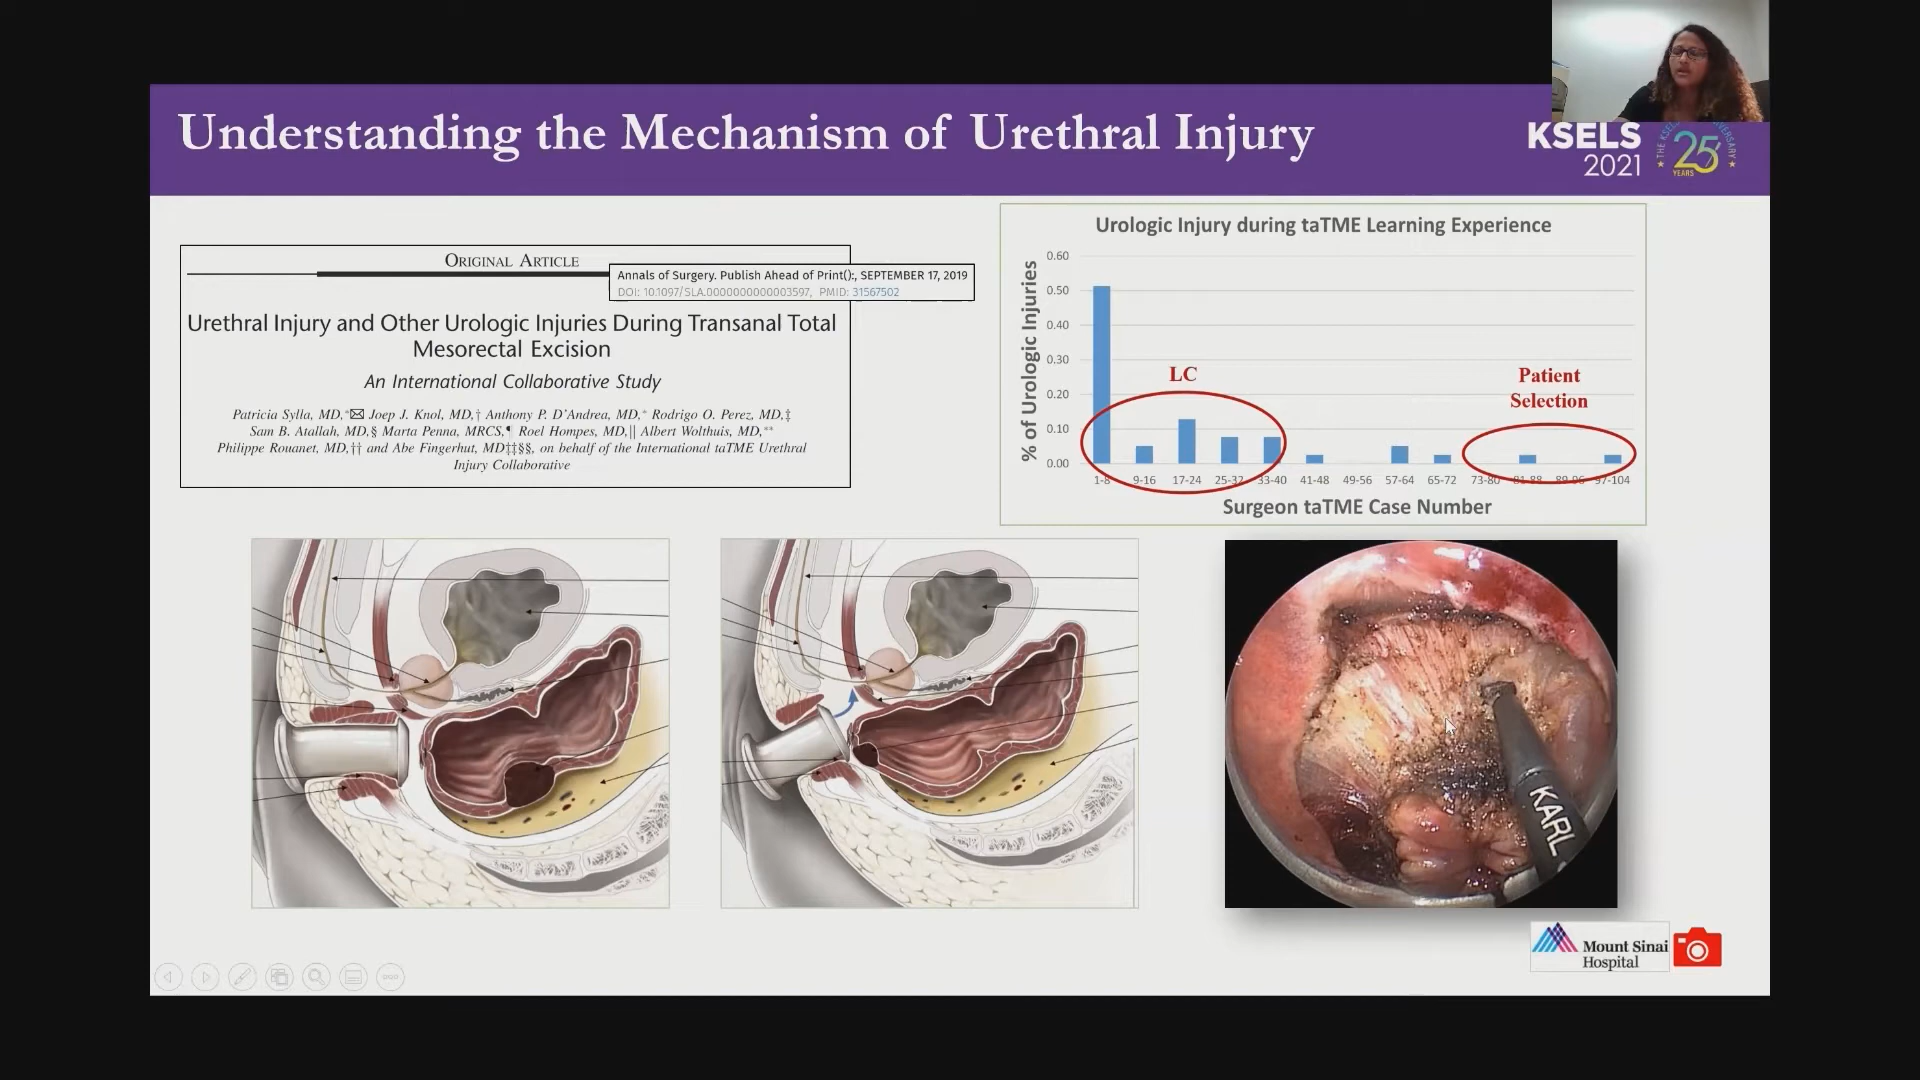 Understanding the Mechanism of Urethral Injury
KSELS
2021
25
YEARS
ORIGINAL ARTICLE
Annals of Surgery. Publish Ahead of Print():, SEPTEMBER 17, 2019
DOI: 10.1097/SLA.0000000000003597, PMID: 31567502
Urethral Injury and Other Urologic Injuries During Transanal Total
Mesorectal Excision
An International Collaborative Study
Patricia Sylla, MD,*✉ Joep J. Knol, MD,† Anthony P. D'Andrea, MD,* Rodrigo O. Perez, MD,‡
Sam B. Atallah, MD,§ Marta Penna, MRCS,¶ Roel Hompes, MD,|| Albert Wolthuis, MD,**
Philippe Rouanet, MD,†† and Abe Fingerhut, MD‡‡§§, on behalf of the International taTME Urethral
Injury Collaborative
Urologic Injury during taTME Learning Experience
% of Urologic Injuries
0.60
0.50
0.40
0.30
0.20
0.10
0.00
LC
Patient
Selection
1-8 9-16 17-24 25-32 33-40 41-48 49-56 57-64 65-72 73-80 81-88 89-96 97-104
Surgeon taTME Case Number
KARL
Mount Sinai
Hospital